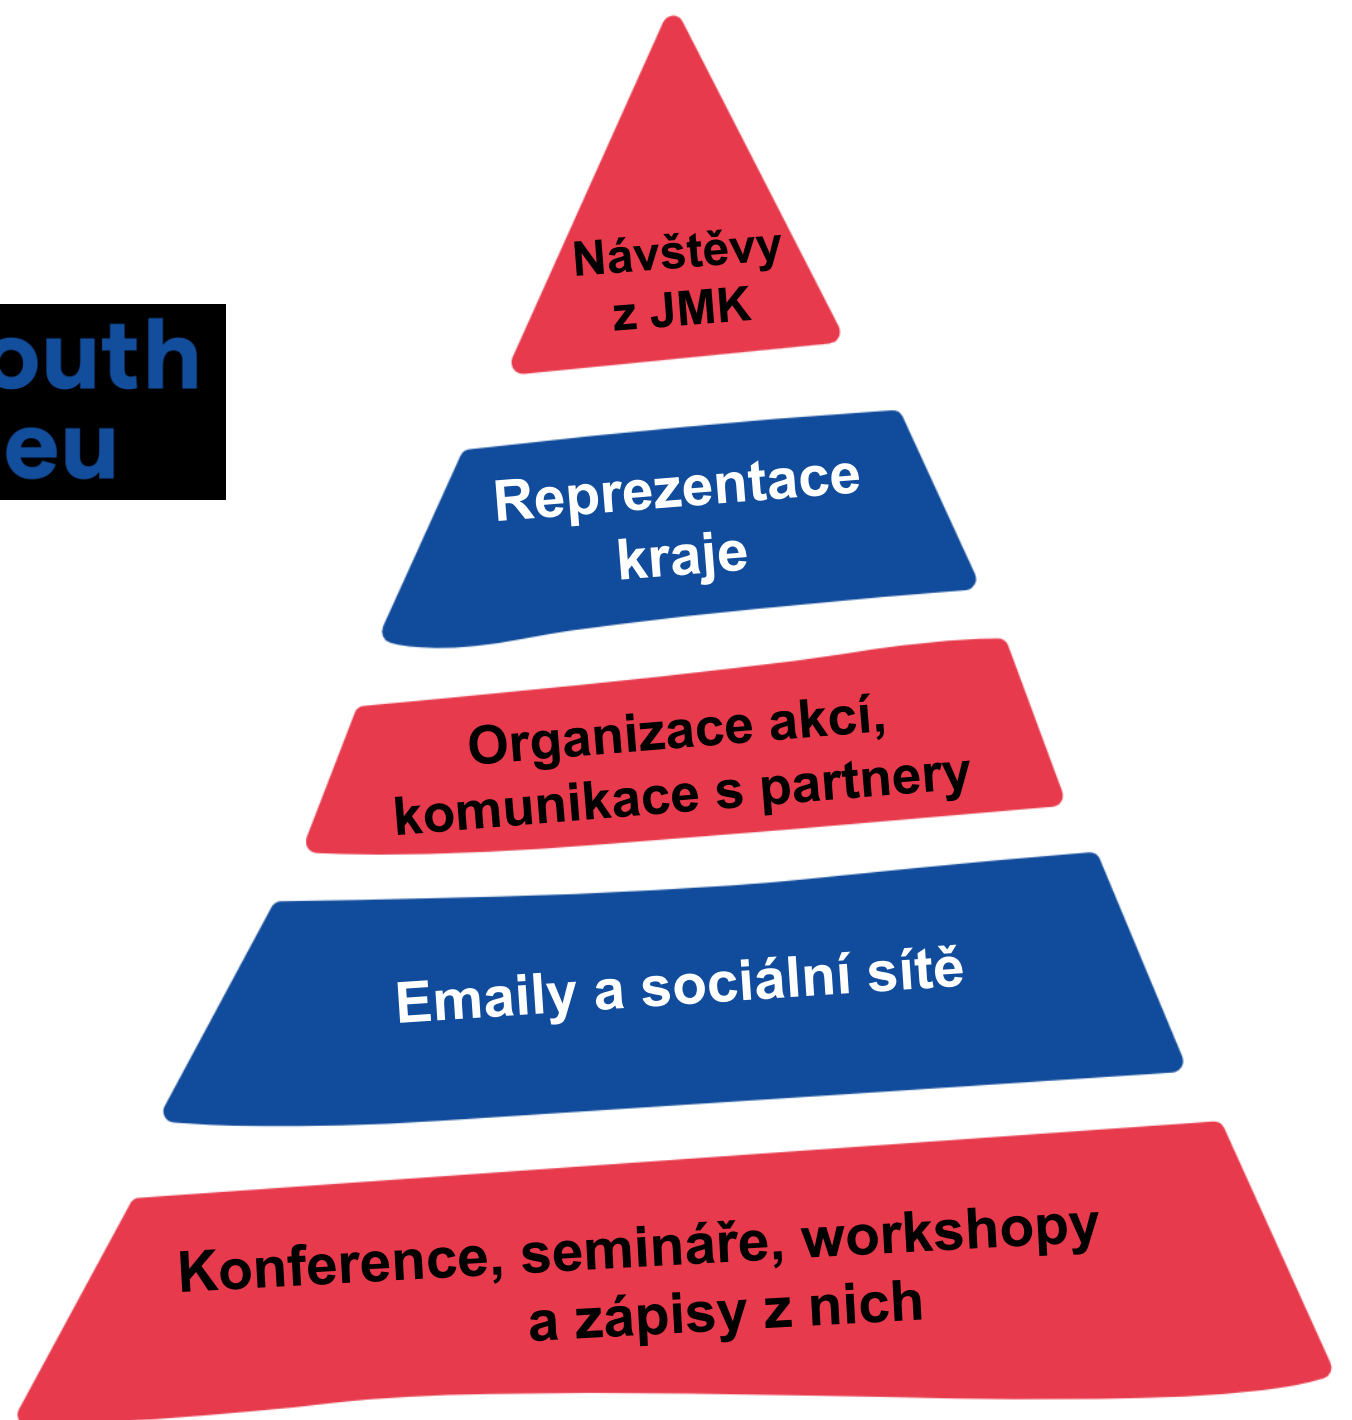 Návštěvy
z JMK
outh
eu
Reprezentace
kraje
Organizace akcí,
komunikace s partnery
Emaily a sociální sítě
Konference, semináře, workshopy
a zápisy z nich